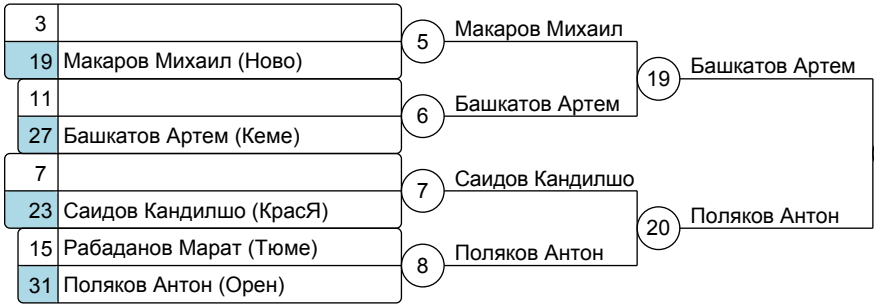 3
5
Макаров Михаил
19 Макаров Михаил (Ново)
19
Башкатов Артем
11
6
Башкатов Артем
27 Башкатов Артем (Кеме)
7
7
Саидов Кандилшо
23 Саидов Кандилшо (КрасЯ)
20
Поляков Антон
15 Рабаданов Марат (Тюме)
8
Поляков Антон
31 Поляков Антон (Орен)